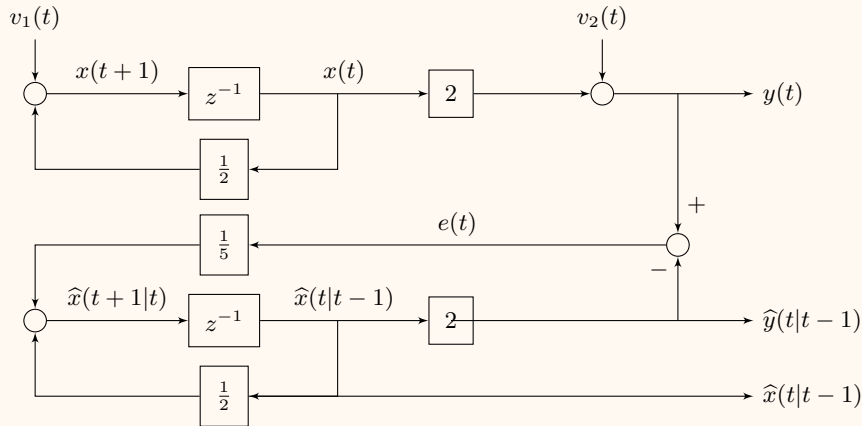 v₁(t) v₂(t)
x(t + 1) z⁻¹ x(t) 2 y(t)
1/2
+
1/5 e(t)
−
x̂(t + 1|t) z⁻¹ x̂(t|t − 1) 2 ŷ(t|t − 1)
1/2 x̂(t|t − 1)